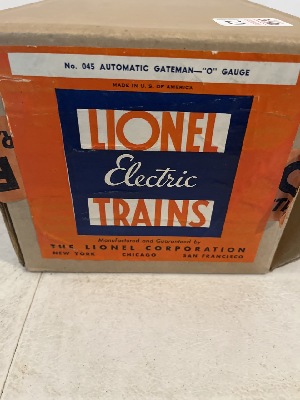 No. 045 AUTOMATIC GATEMAN—"O" GAUGE
MADE IN U. S. OF AMERICA
LIONEL
Electric
TRAINS
Manufactured and Guaranteed by
THE LIONEL CORPORATION
NEW YORK CHICAGO SAN FRANCISCO